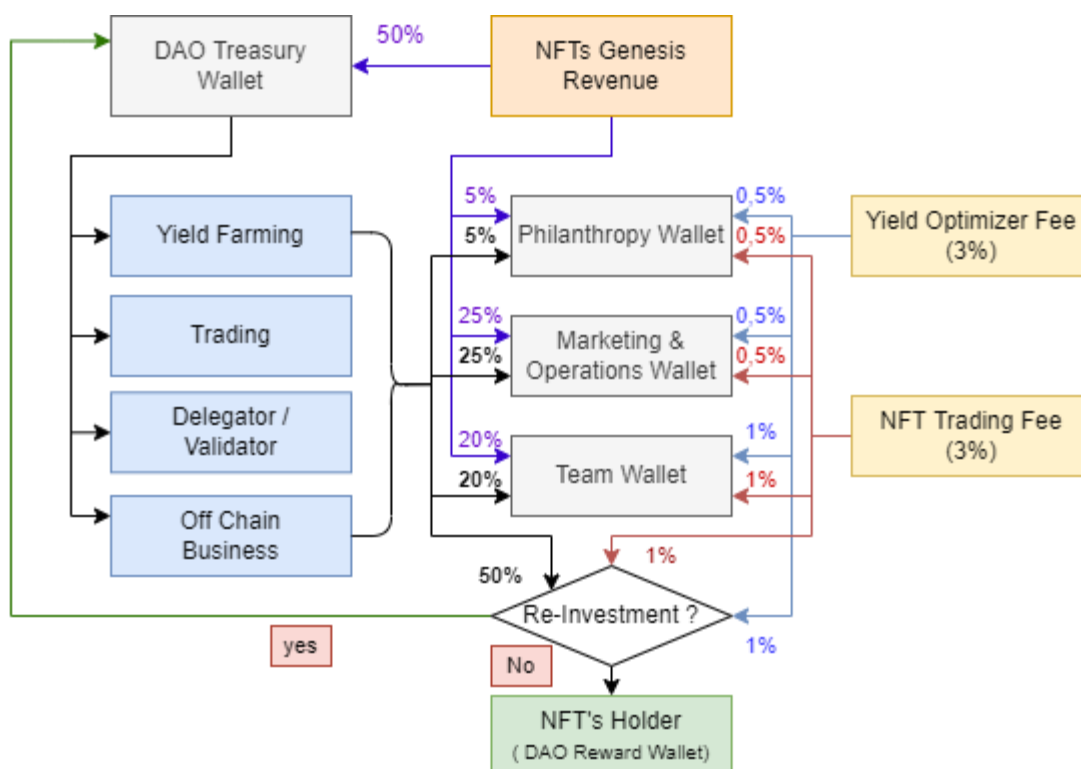 DAO Treasury
Wallet
50%
NFTs Genesis
Revenue
Yield Farming
5%
5%
Philanthropy Wallet
0,5%
0,5%
Yield Optimizer Fee
(3%)
Trading
25%
25%
Marketing &
Operations Wallet
0,5%
0,5%
Delegator /
Validator
20%
20%
Team Wallet
1%
1%
NFT Trading Fee
(3%)
Off Chain
Business
50%
1%
Re-Investment ?
1%
yes
No
NFT's Holder
( DAO Reward Wallet)